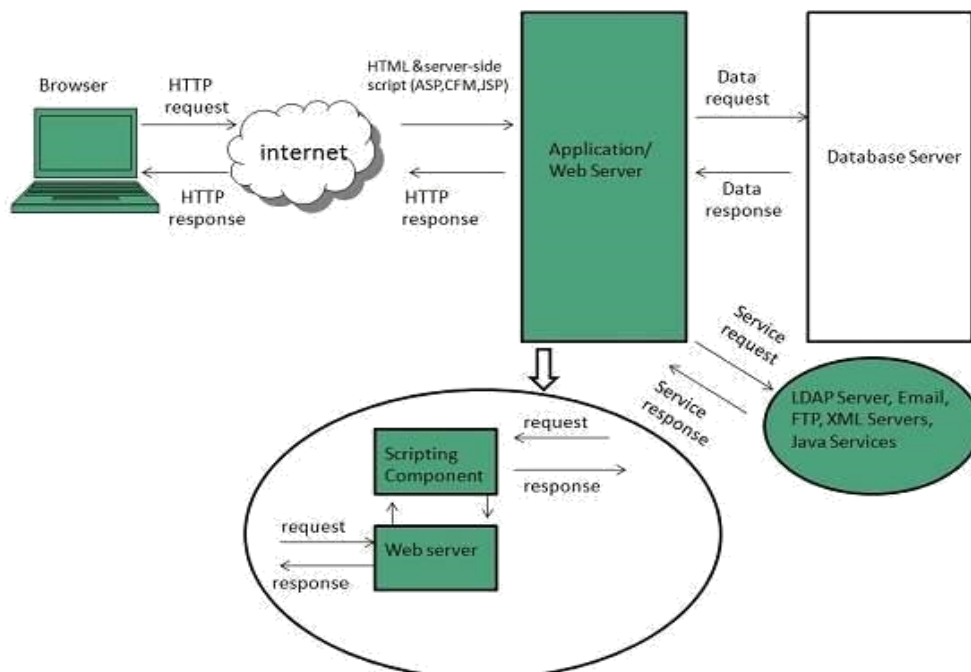 Browser
HTTP
request
HTTP
response
internet
HTML &server-side
script (ASP,CFM,JSP)
HTTP
response
Application/
Web Server
Data
request
Data
response
Database Server
Service
request
Service
response
LDAP Server, Email,
FTP, XML Servers,
Java Services
request
Scripting
Component
response
request
Web server
response